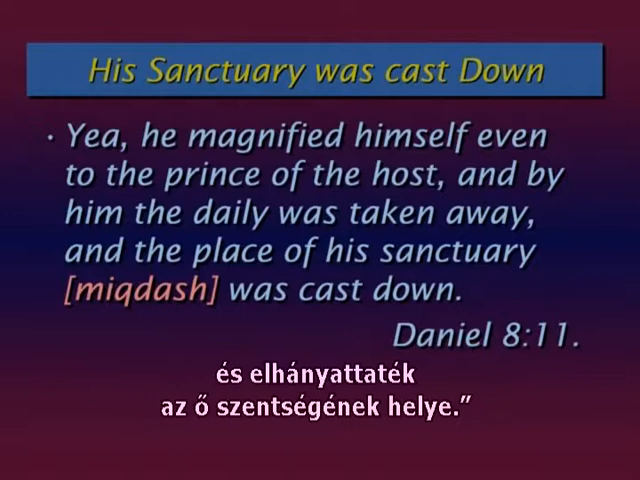 His Sanctuary was cast Down
· Yea, he magnified himself even
to the prince of the host, and by
him the daily was taken away,
and the place of his sanctuary
[miqdash] was cast down.
Daniel 8:11.
és elhányattaték
az ő szentségének helye.”